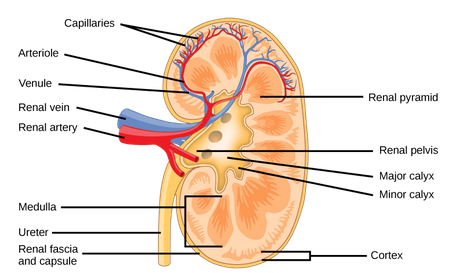 Capillaries
Arteriole
Venule
Renal vein
Renal artery
Renal pyramid
Renal pelvis
Major calyx
Minor calyx
Medulla
Ureter
Renal fascia
and capsule
Cortex